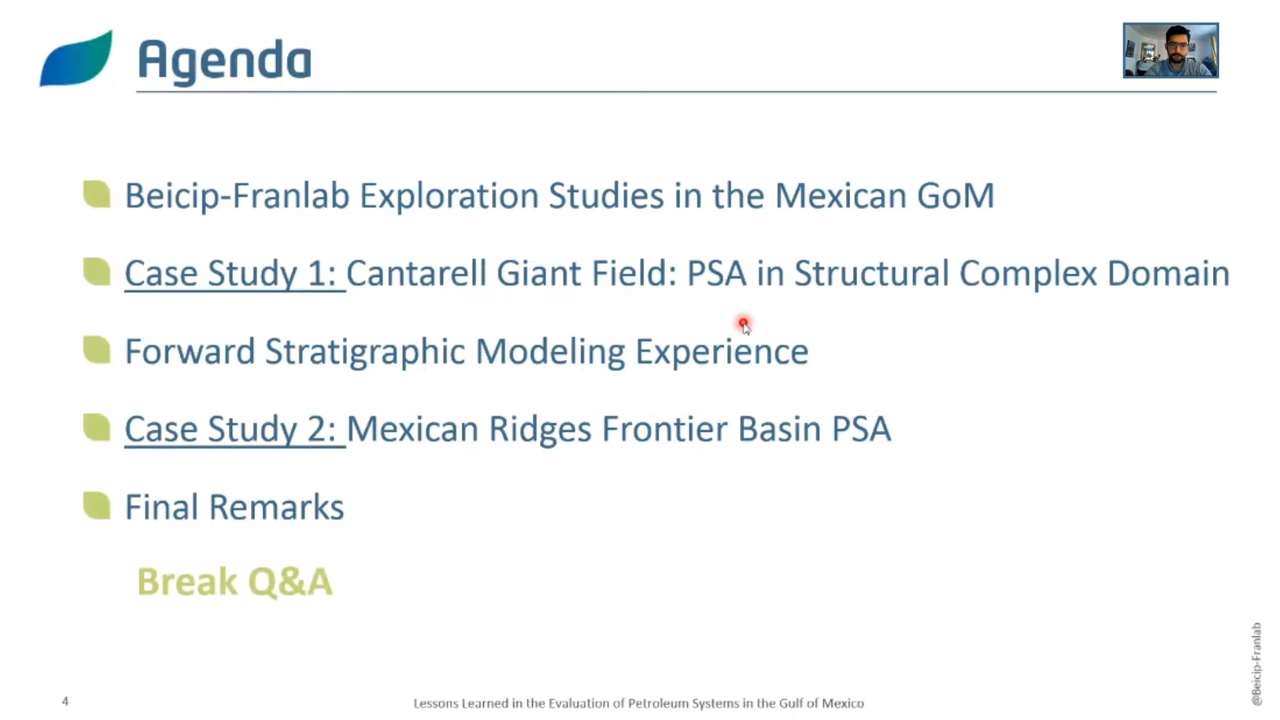 Agenda
Beicip-Franlab Exploration Studies in the Mexican GoM
Case Study 1: Cantarell Giant Field: PSA in Structural Complex Domain
Forward Stratigraphic Modeling Experience
Case Study 2: Mexican Ridges Frontier Basin PSA
Final Remarks
Break Q&A
4
Lessons Learned in the Evaluation of Petroleum Systems in the Gulf of Mexico
@Beicip-Franlab